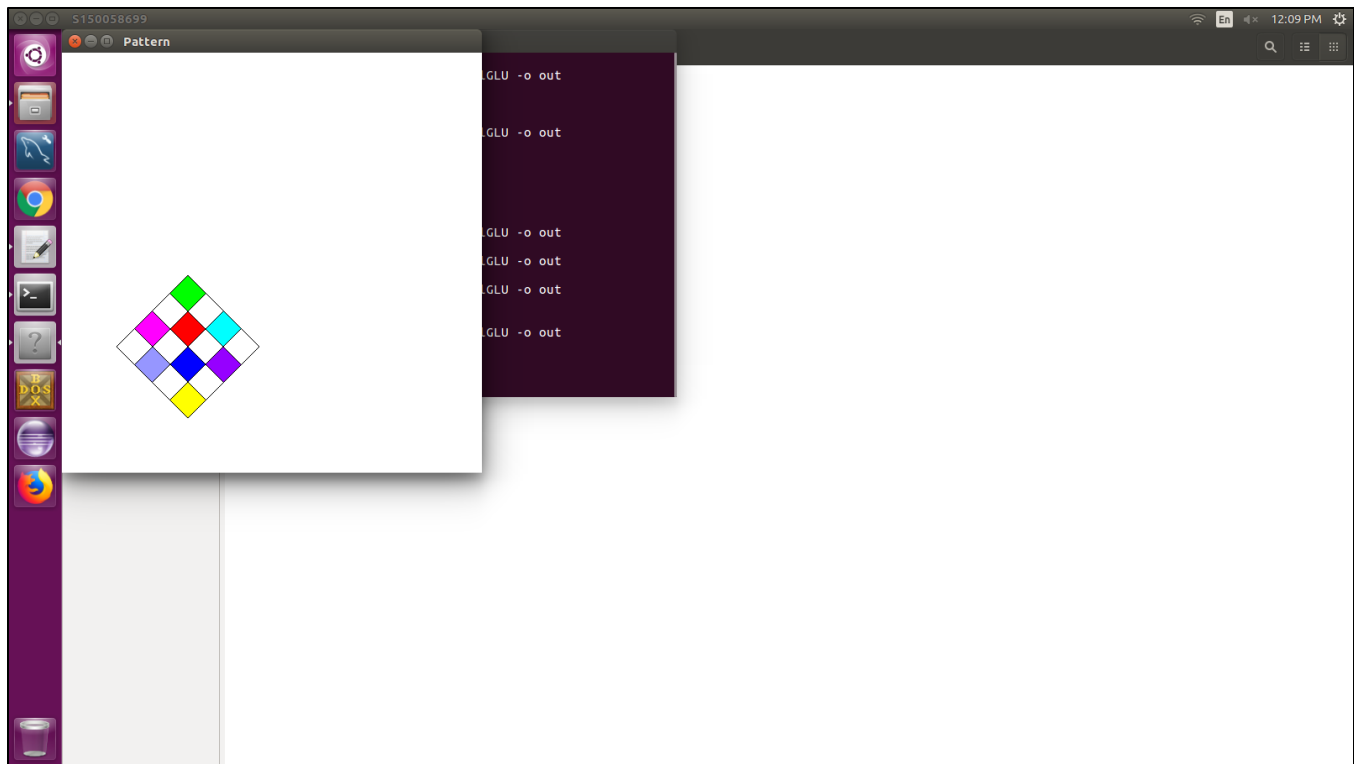 S150058699
En
12:09 PM
Pattern
lGLU -o out
lGLU -o out
lGLU -o out
lGLU -o out
lGLU -o out
lGLU -o out
>_
?
B
DOS
X